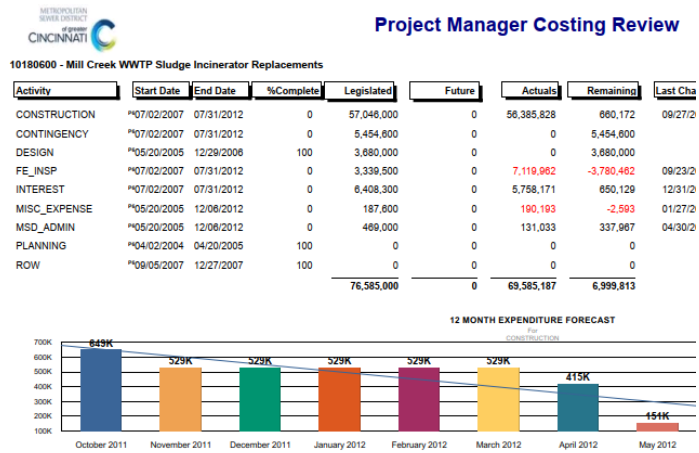 METROPOLITAN
SEWER DISTRICT
of greater
CINCINNATI
Project Manager Costing Review
10180600 - Mill Creek WWTP Sludge Incinerator Replacements
Activity Start Date End Date %Complete Legislated Future Actuals Remaining Last Cha
CONSTRUCTION 07/02/2007 07/31/2012 0 57,046,000 0 56,385,828 660,172 09/27/20
CONTINGENCY 07/02/2007 07/31/2012 0 5,454,600 0 5,454,600
DESIGN 05/20/2005 12/29/2006 100 3,680,000 0 3,680,000
FE_INSP 07/02/2007 07/31/2012 0 3,339,500 0 7,119,962 -3,780,462 09/23/20
INTEREST 07/02/2007 07/31/2012 0 6,408,300 0 5,758,171 650,129 12/31/20
MISC_EXPENSE 05/20/2005 12/06/2012 0 187,600 0 190,193 -2,593 01/27/20
MSD_ADMIN 05/20/2005 12/06/2012 0 469,000 0 131,033 337,967 04/30/20
PLANNING 04/02/2004 04/20/2005 100 0 0 0 0
ROW 09/05/2007 12/27/2007 100 0 0 0 0
76,585,000 0 69,585,187 6,999,813
12 MONTH EXPENDITURE FORECAST
For
CONSTRUCTION
700K
600K
500K
400K
300K
200K
100K
649K 529K 529K 529K 529K 529K 415K 151K
October 2011 November 2011 December 2011 January 2012 February 2012 March 2012 April 2012 May 2012